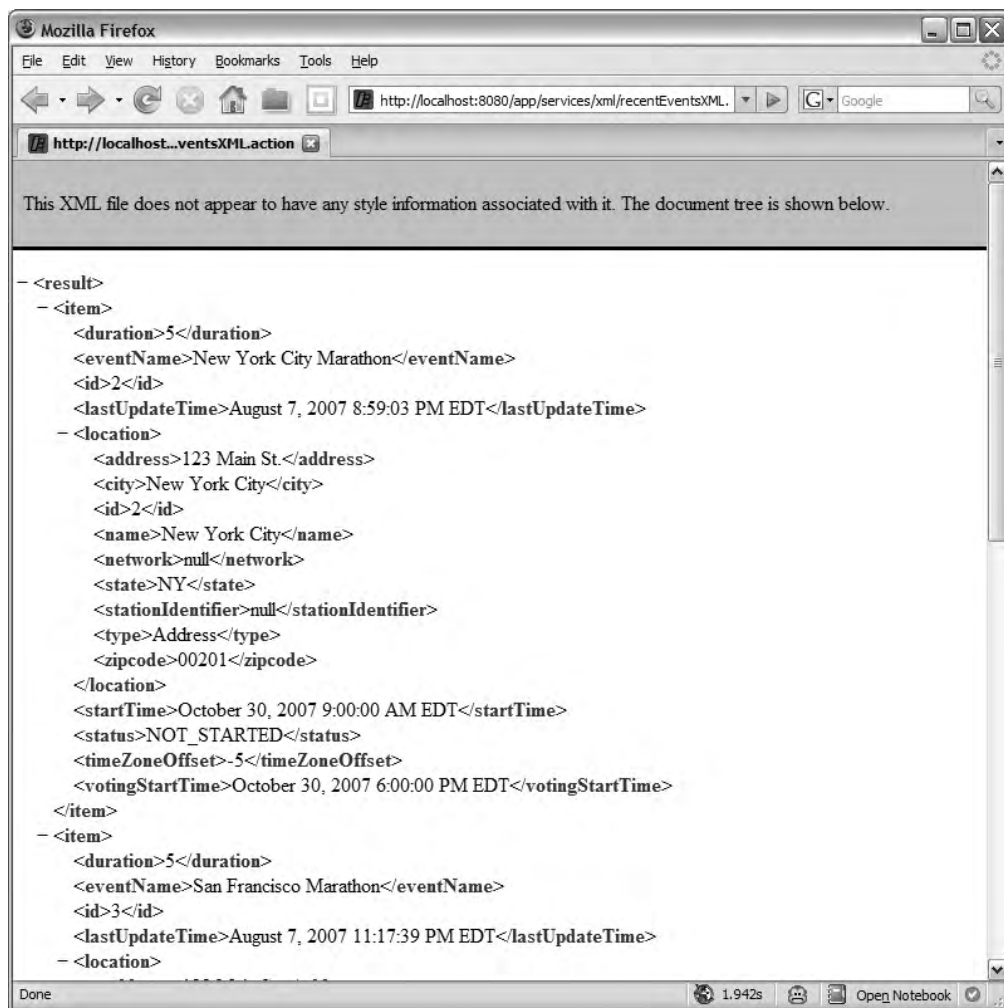 Mozilla Firefox
File Edit View History Bookmarks Tools Help
http://localhost:8080/app/services/xml/recentEventsXML. G Google
http://localhost...ventsXML.action
This XML file does not appear to have any style information associated with it. The document tree is shown below.
− <result>
− <item>
<duration>5</duration>
<eventName>New York City Marathon</eventName>
<id>2</id>
<lastUpdateTime>August 7, 2007 8:59:03 PM EDT</lastUpdateTime>
− <location>
<address>123 Main St.</address>
<city>New York City</city>
<id>2</id>
<name>New York City</name>
<network>null</network>
<state>NY</state>
<stationIdentifier>null</stationIdentifier>
<type>Address</type>
<zipcode>00201</zipcode>
</location>
<startTime>October 30, 2007 9:00:00 AM EDT</startTime>
<status>NOT_STARTED</status>
<timeZoneOffset>-5</timeZoneOffset>
<votingStartTime>October 30, 2007 6:00:00 PM EDT</votingStartTime>
</item>
− <item>
<duration>5</duration>
<eventName>San Francisco Marathon</eventName>
<id>3</id>
<lastUpdateTime>August 7, 2007 11:17:39 PM EDT</lastUpdateTime>
− <location>
Done 1.942s Open Notebook